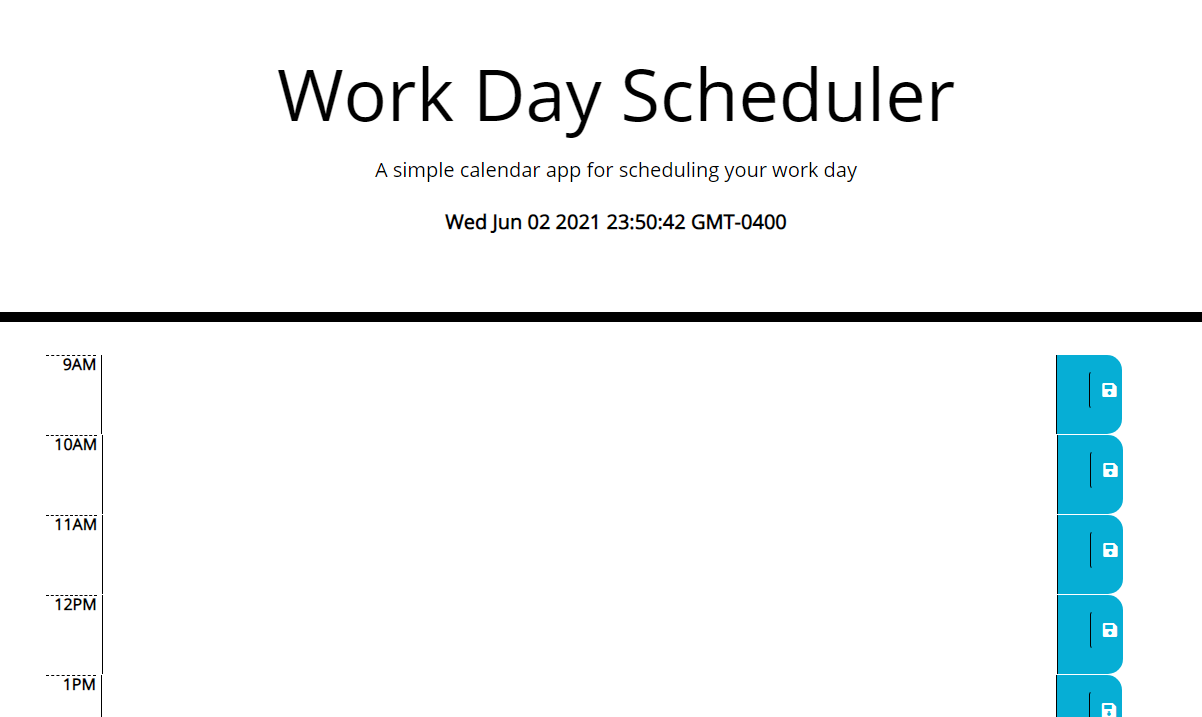 Work Day Scheduler
A simple calendar app for scheduling your work day
Wed Jun 02 2021 23:50:42 GMT-0400
9AM
10AM
11AM
12PM
1PM